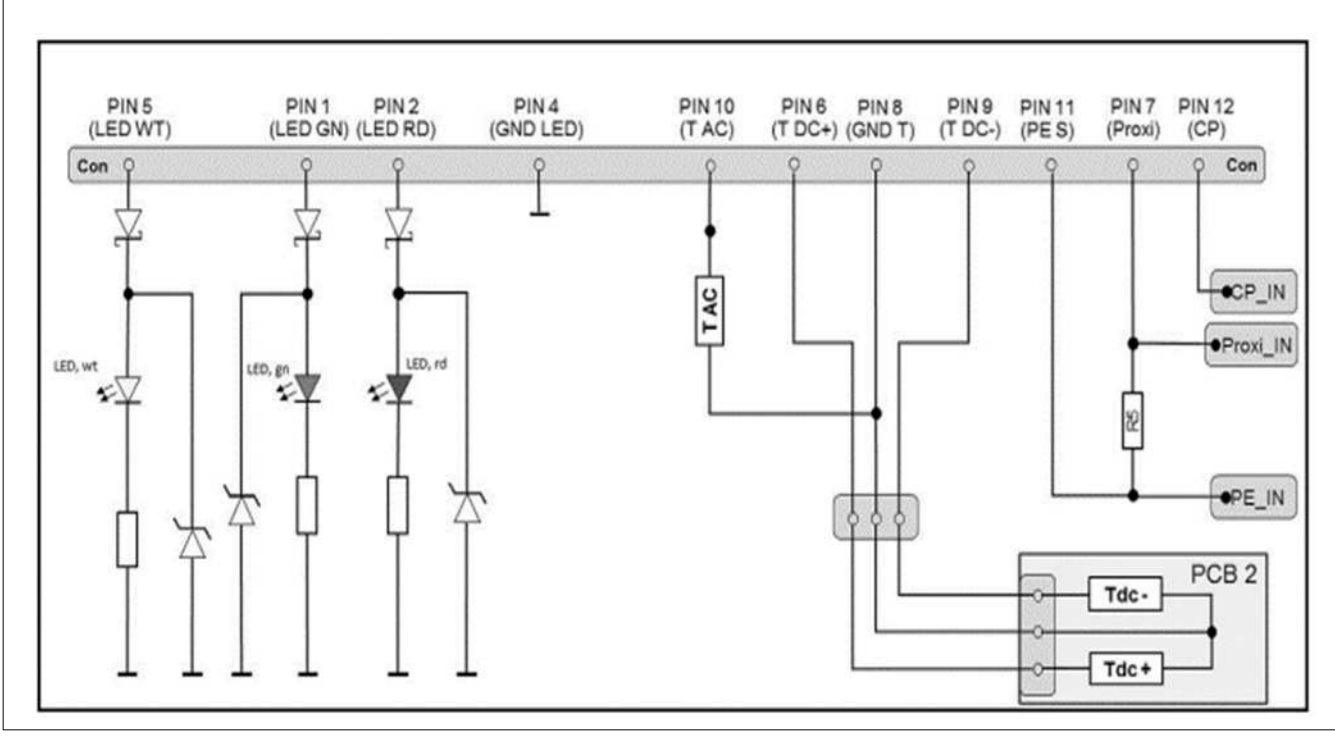 PIN 5
(LED WT)
PIN 1
(LED GN)
PIN 2
(LED RD)
PIN 4
(GND LED)
PIN 10
(T AC)
PIN 6
(T DC+)
PIN 8
(GND T)
PIN 9
(T DC-)
PIN 11
(PE S)
PIN 7
(Proxi)
PIN 12
(CP)
Con
Con
CP_IN
T AC
Proxi_IN
LED, wt
LED, gn
LED, rd
R5
PE_IN
PCB 2
Tdc -
Tdc +